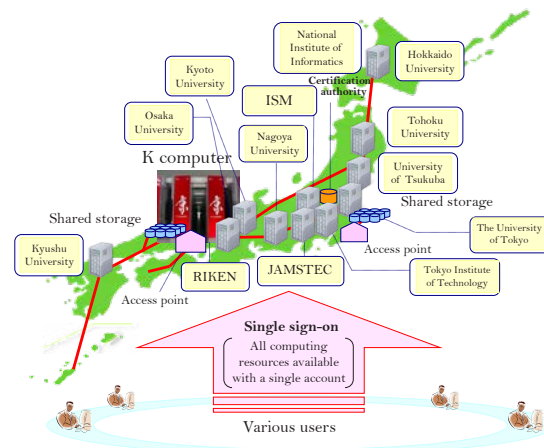 National
Institute of
Informatics
Certification
authority
Hokkaido
University
Kyoto
University
ISM
Osaka
University
Nagoya
University
Tohoku
University
K computer
University
of Tsukuba
Shared storage
Shared storage
Kyushu
University
The University
of Tokyo
Access point
RIKEN
JAMSTEC
Tokyo Institute
of Technology
Access point
Single sign-on
All computing
resources available
with a single account
Various users
京
京